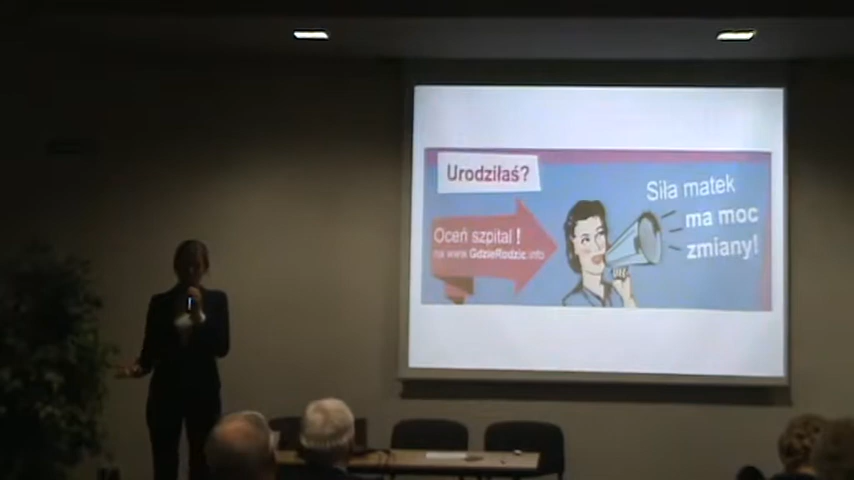 Urodziłaś?
Siła matek
ma moc
zmiany!
Oceń szpital!
na www.GdzieRodzic.info